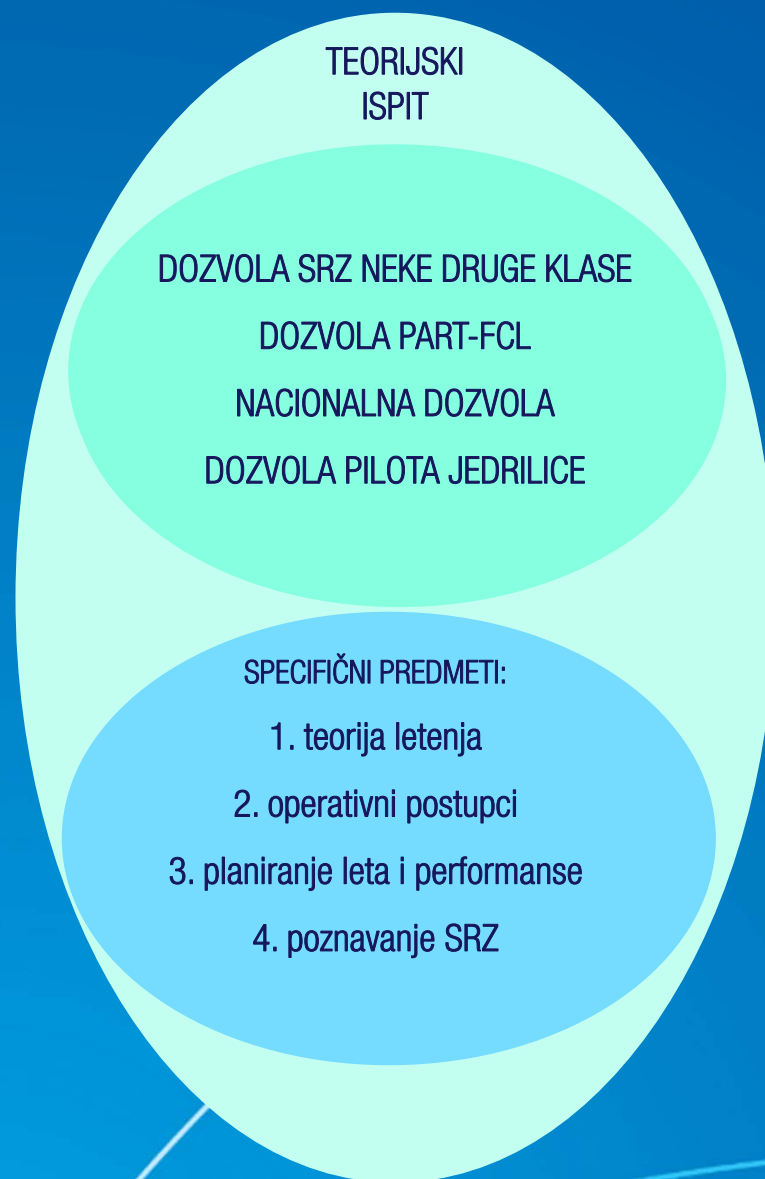 TEORIJSKI
ISPIT
DOZVOLA SRZ NEKE DRUGE KLASE
DOZVOLA PART-FCL
NACIONALNA DOZVOLA
DOZVOLA PILOTA JEDRILICE
SPECIFIČNI PREDMETI:
1. teorija letenja
2. operativni postupci
3. planiranje leta i performanse
4. poznavanje SRZ